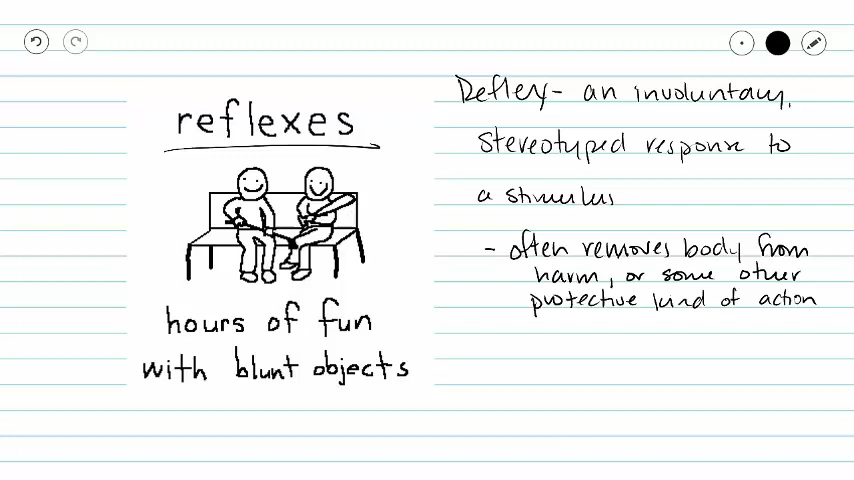 reflexes
hours of fun
with blunt objects
Reflex - an involuntary,
stereotyped response to
a stimulus
- often removes body from
harm, or some other
protective kind of action